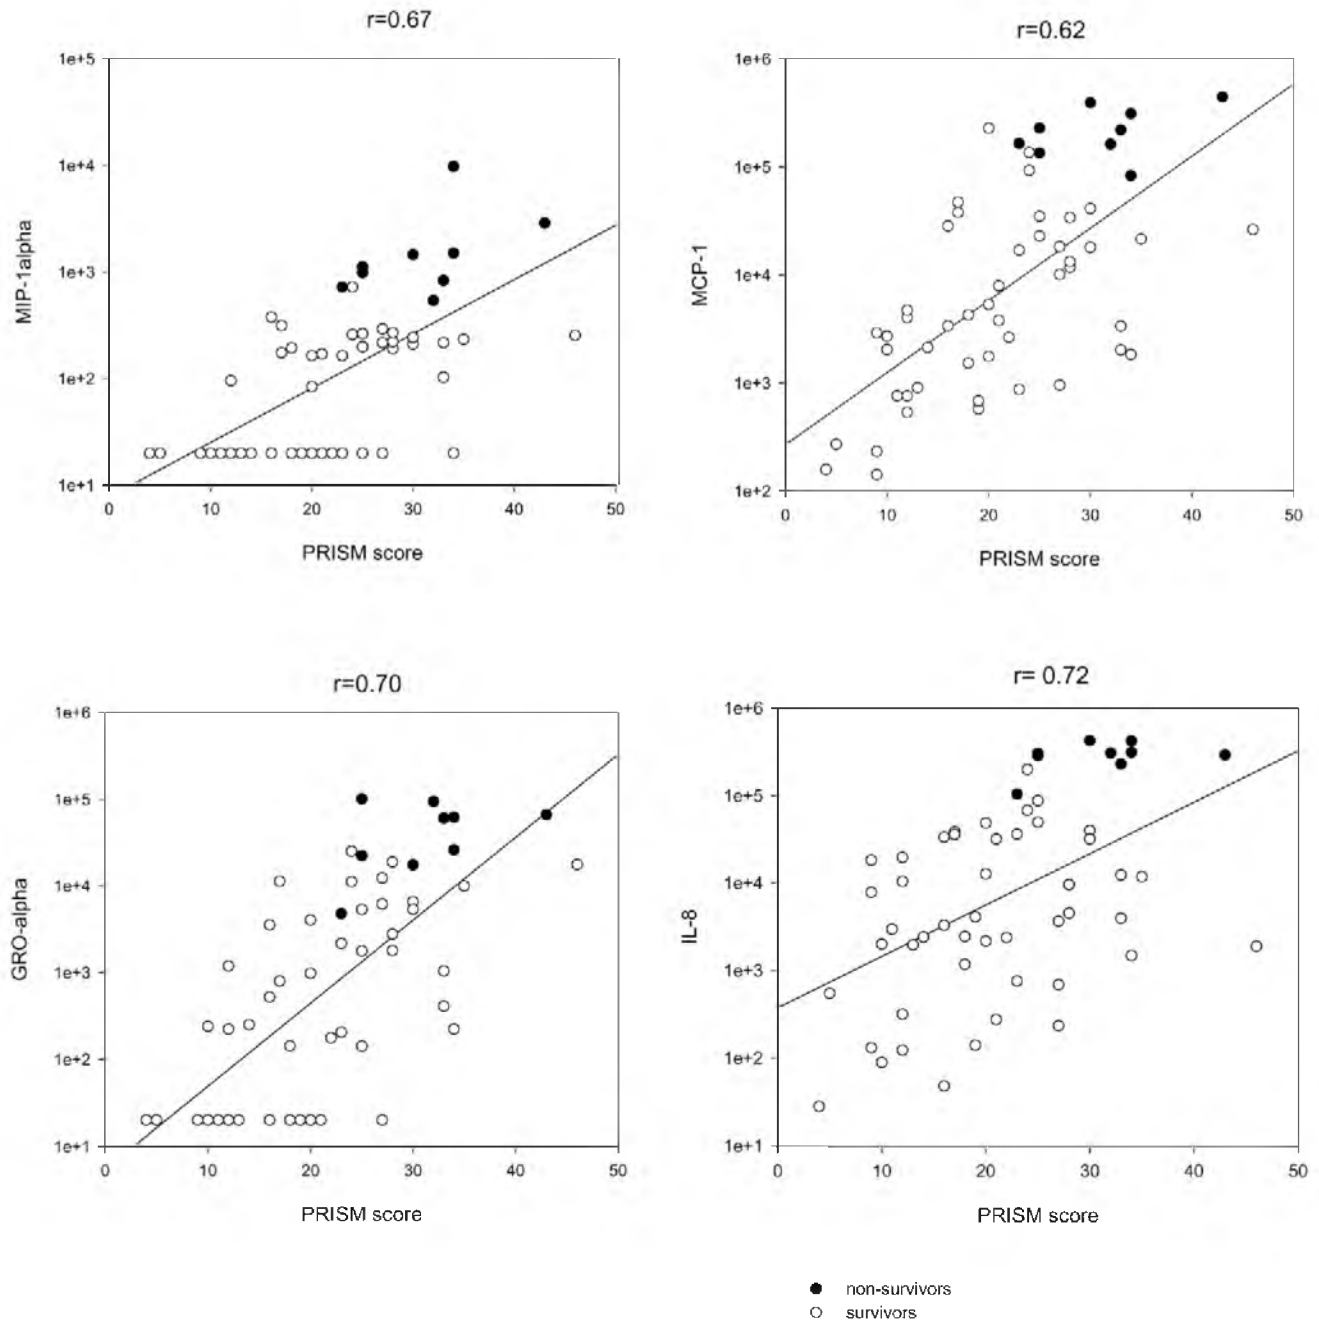 r=0.67
1e+5
1e+4
1e+3
1e+2
1e+1
MIP-1alpha
0 10 20 30 40 50
PRISM score
r=0.62
1e+6
1e+5
1e+4
1e+3
1e+2
MCP-1
0 10 20 30 40 50
PRISM score
r=0.70
1e+6
1e+5
1e+4
1e+3
1e+2
1e+1
GRO-alpha
0 10 20 30 40 50
PRISM score
r= 0.72
1e+6
1e+5
1e+4
1e+3
1e+2
1e+1
IL-8
0 10 20 30 40 50
PRISM score
non-survivors
survivors